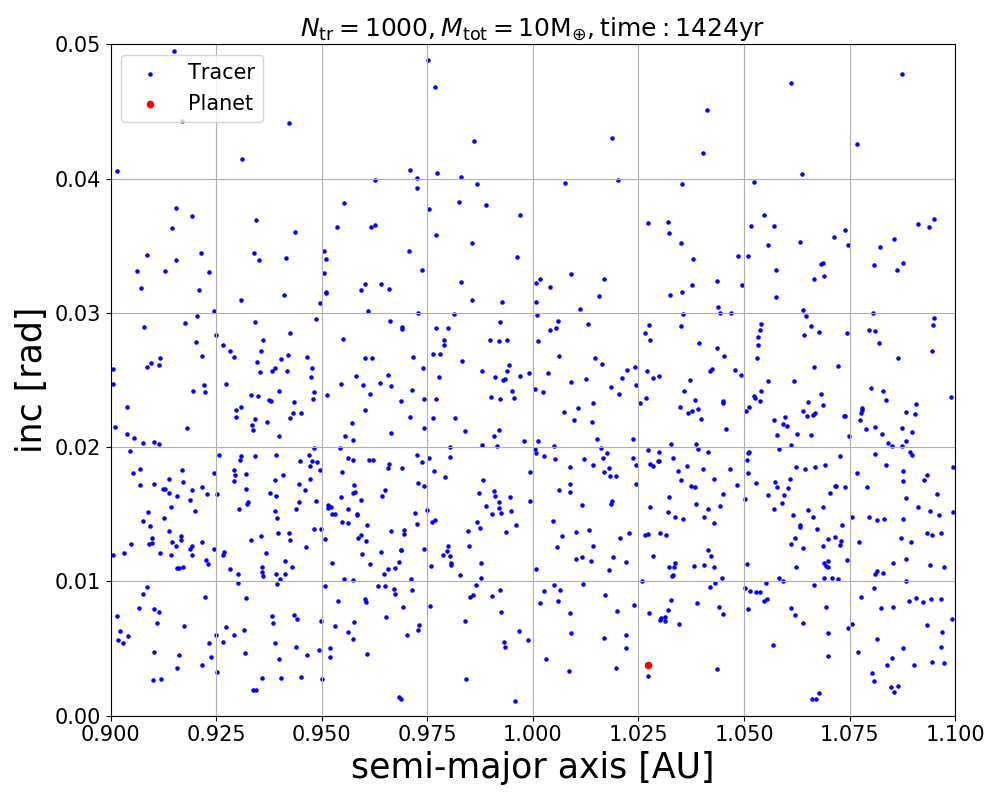 N_tr = 1000, M_tot = 10M_⊕, time : 1424yr
Tracer
Planet
inc [rad]
0.05
0.04
0.03
0.02
0.01
0.00
0.900 0.925 0.950 0.975 1.000 1.025 1.050 1.075 1.100
semi-major axis [AU]